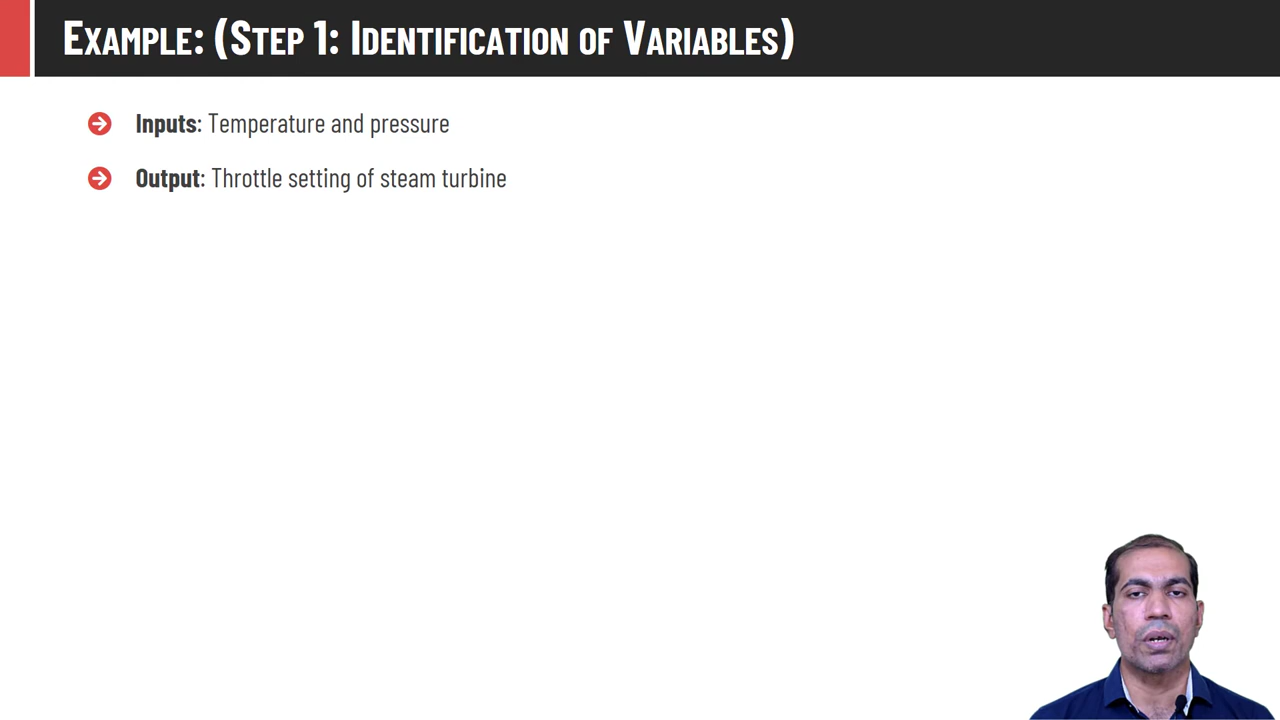 Example: (Step 1: Identification of Variables)
Inputs: Temperature and pressure
Output: Throttle setting of steam turbine